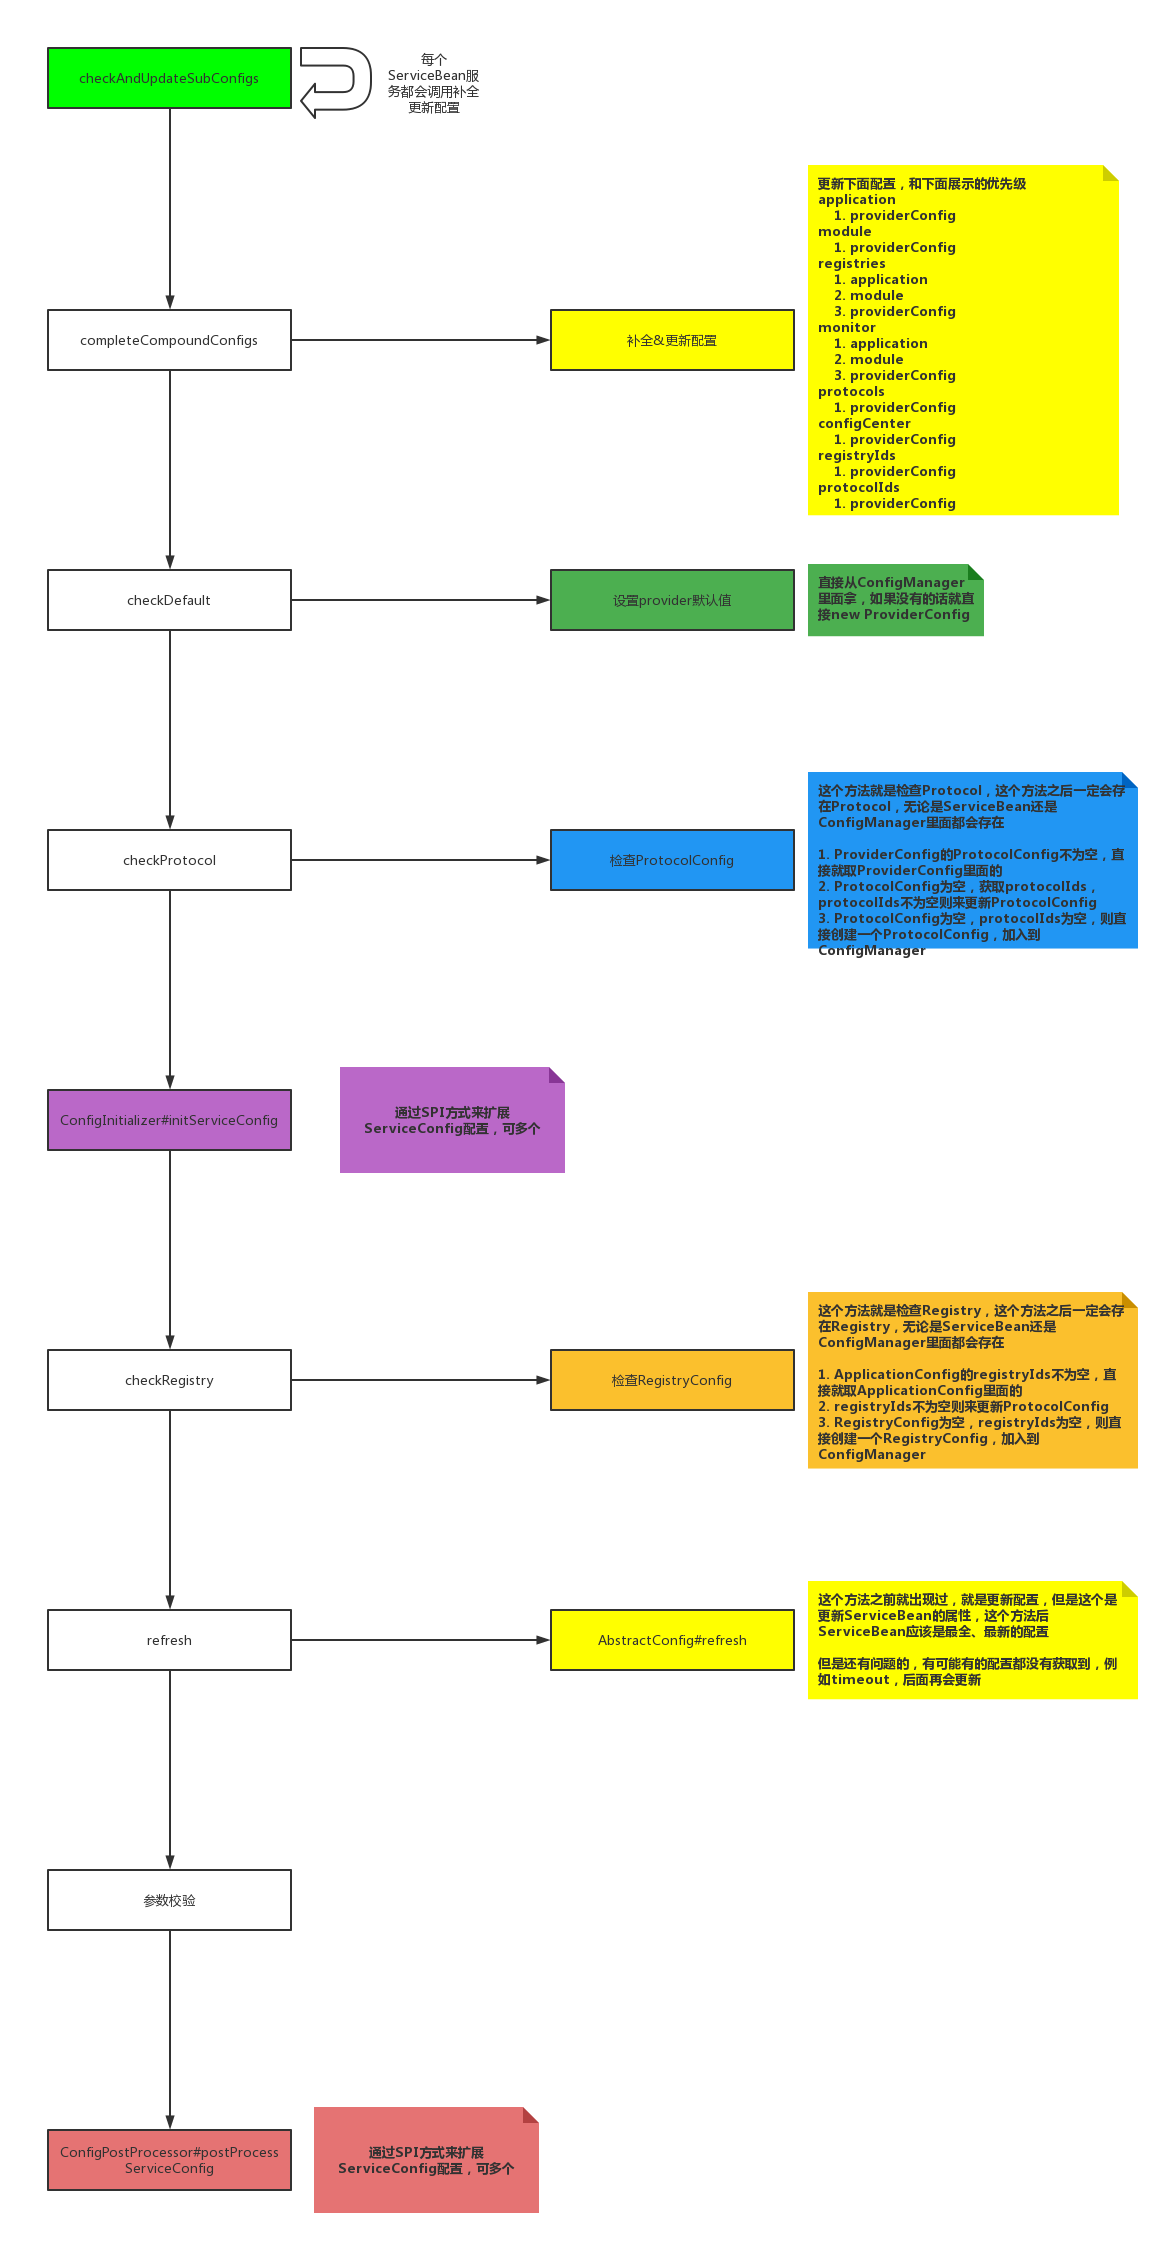 checkAndUpdateSubConfigs
每个
ServiceBean服
务都会调用补全
更新配置
更新下面配置，和下面展示的优先级
application
1. providerConfig
module
1. providerConfig
registries
1. application
2. module
3. providerConfig
monitor
1. application
2. module
3. providerConfig
protocols
1. providerConfig
configCenter
1. providerConfig
registryIds
1. providerConfig
protocolIds
1. providerConfig
completeCompoundConfigs
补全&更新配置
checkDefault
设置provider默认值
直接从ConfigManager
里面拿，如果没有的话就直
接new ProviderConfig
checkProtocol
检查ProtocolConfig
这个方法就是检查Protocol，这个方法之后一定会存
在Protocol，无论是ServiceBean还是
ConfigManager里面都会存在
1. ProviderConfig的ProtocolConfig不为空，直
接就取ProviderConfig里面的
2. ProtocolConfig为空，获取protocolIds，
protocolIds不为空则来更新ProtocolConfig
3. ProtocolConfig为空，protocolIds为空，则直
接创建一个ProtocolConfig，加入到
ConfigManager
ConfigInitializer#initServiceConfig
通过SPI方式来扩展
ServiceConfig配置，可多个
checkRegistry
检查RegistryConfig
这个方法就是检查Registry，这个方法之后一定会存
在Registry，无论是ServiceBean还是
ConfigManager里面都会存在
1. ApplicationConfig的registryIds不为空，直
接就取ApplicationConfig里面的
2. registryIds不为空则来更新ProtocolConfig
3. RegistryConfig为空，registryIds为空，则直
接创建一个RegistryConfig，加入到
ConfigManager
refresh
AbstractConfig#refresh
这个方法之前就出现过，就是更新配置，但是这个是
更新ServiceBean的属性，这个方法后
ServiceBean应该是最全、最新的配置
但是还有问题的，有可能有的配置都没有获取到，例
如timeout，后面再会更新
参数校验
ConfigPostProcessor#postProcess
ServiceConfig
通过SPI方式来扩展
ServiceConfig配置，可多个